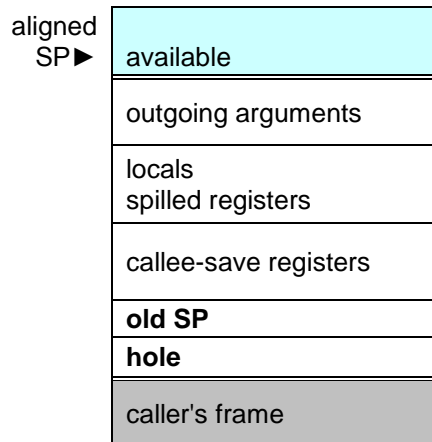 aligned
SP► available
outgoing arguments
locals
spilled registers
callee-save registers
old SP
hole
caller's frame